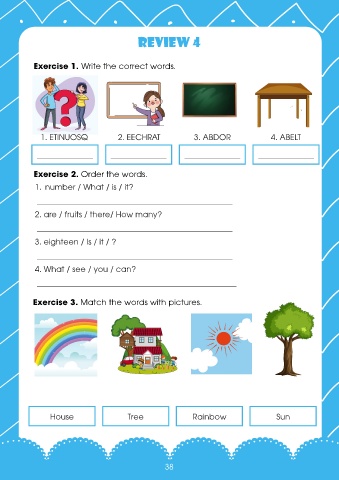 REVIEW 4
Exercise 1. Write the correct words.
1. ETINUOSQ 2. EECHRAT 3. ABDOR 4. ABELT
Exercise 2. Order the words.
1. number / What / is / it?
2. are / fruits / there/ How many?
3. eighteen / Is / it / ?
4. What / see / you / can?
Exercise 3. Match the words with pictures.
House Tree Rainbow Sun
38